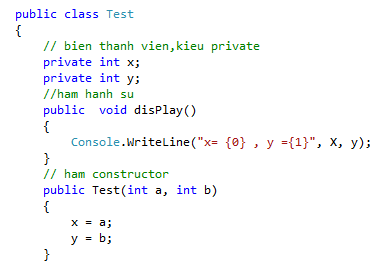 public class Test
{
// bien thanh vien,kieu private
private int x;
private int y;
//ham hanh su
public  void disPlay()
{
Console.WriteLine("x= {0} , y ={1}", X, y);
}
// ham constructor
public Test(int a, int b)
{
x = a;
y = b;
}